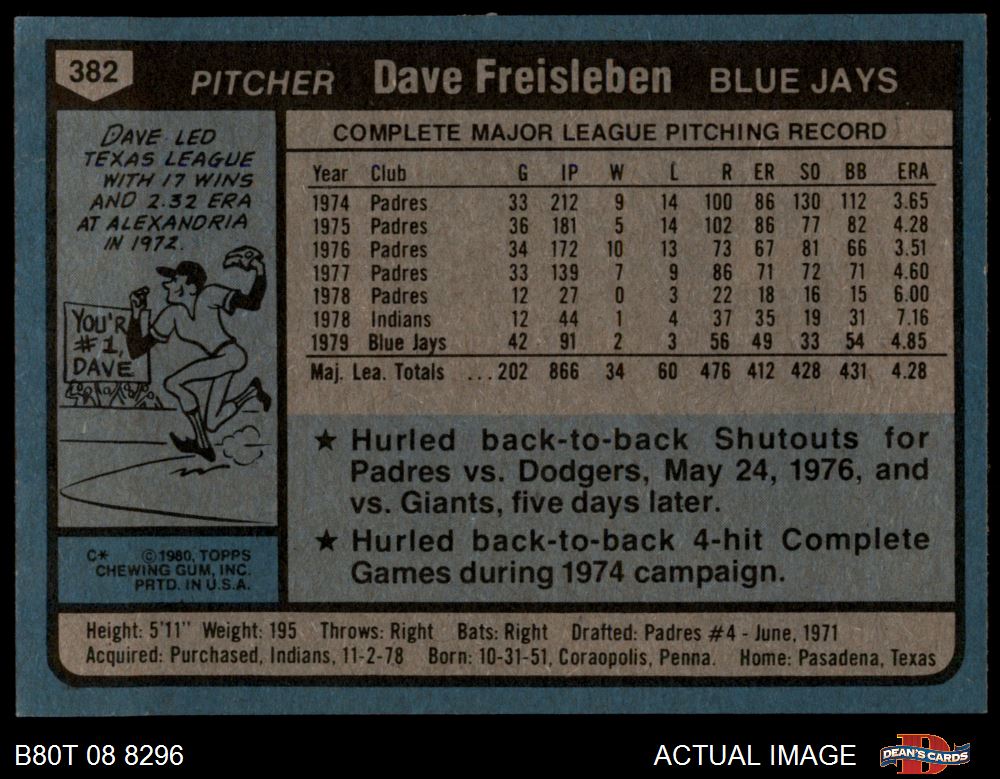 382 PITCHER Dave Freisleben BLUE JAYS
DAVE LED
TEXAS LEAGUE
WITH 17 WINS
AND 2.32 ERA
AT ALEXANDRIA
IN 1972.
YOU'R
#1,
DAVE
C* ©1980, TOPPS
CHEWING GUM, INC.
PRTD. IN U.S.A.
COMPLETE MAJOR LEAGUE PITCHING RECORD
Year Club G IP W L R ER SO BB ERA
1974 Padres 33 212 9 14 100 86 130 112 3.65
1975 Padres 36 181 5 14 102 86 77 82 4.28
1976 Padres 34 172 10 13 73 67 81 66 3.51
1977 Padres 33 139 7 9 86 71 72 71 4.60
1978 Padres 12 27 0 3 22 18 16 15 6.00
1978 Indians 12 44 1 4 37 35 19 31 7.16
1979 Blue Jays 42 91 2 3 56 49 33 54 4.85
Maj. Lea. Totals ...202 866 34 60 476 412 428 431 4.28
★ Hurled back-to-back Shutouts for
Padres vs. Dodgers, May 24, 1976, and
vs. Giants, five days later.
★ Hurled back-to-back 4-hit Complete
Games during 1974 campaign.
Height: 5'11" Weight: 195 Throws: Right Bats: Right Drafted: Padres #4 - June, 1971
Acquired: Purchased, Indians, 11-2-78 Born: 10-31-51, Coraopolis, Penna. Home: Pasadena, Texas
B80T 08 8296 ACTUAL IMAGE DEAN'S CARDS